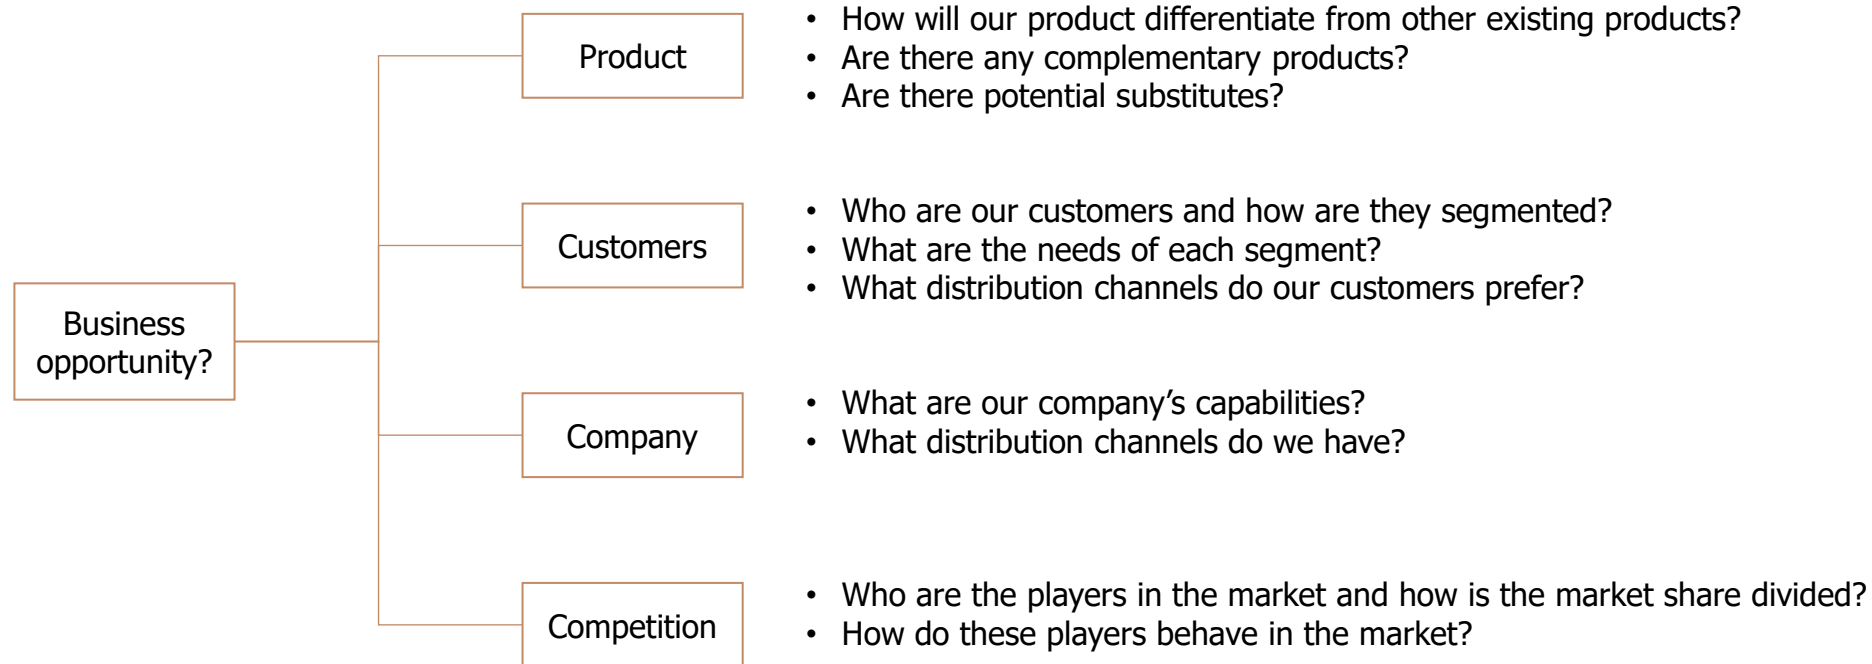 Product
• How will our product differentiate from other existing products?
• Are there any complementary products?
• Are there potential substitutes?
Customers
• Who are our customers and how are they segmented?
• What are the needs of each segment?
• What distribution channels do our customers prefer?
Business
opportunity?
Company
• What are our company’s capabilities?
• What distribution channels do we have?
Competition
• Who are the players in the market and how is the market share divided?
• How do these players behave in the market?